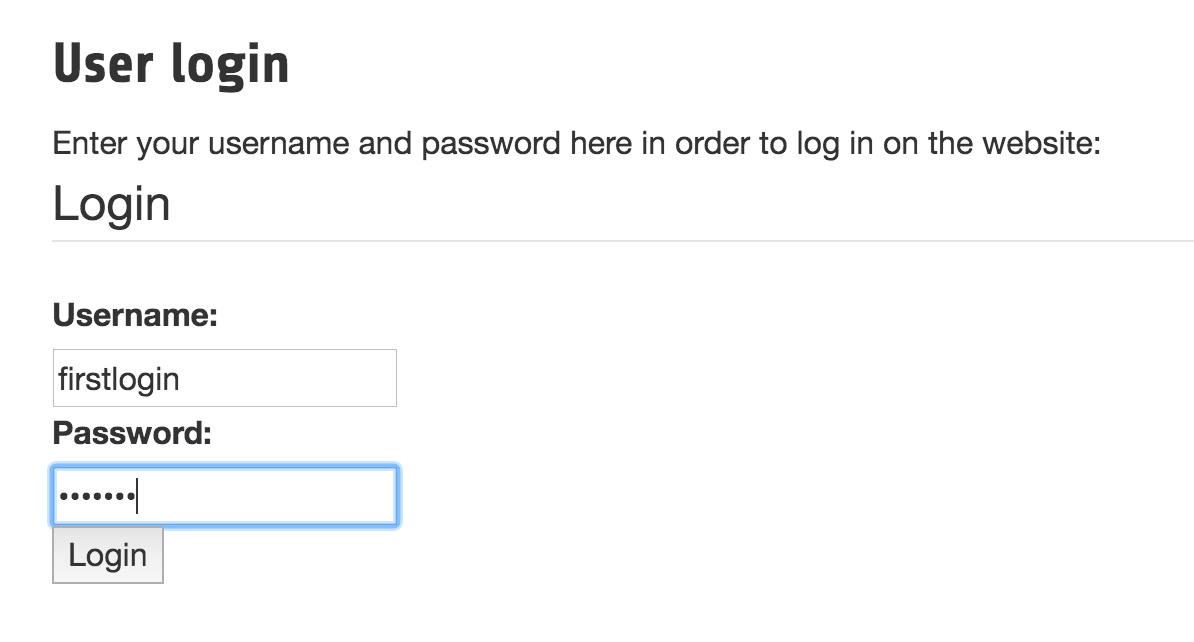 User login
Enter your username and password here in order to log in on the website:
Login
Username:
firstlogin
Password:
•••••••
Login